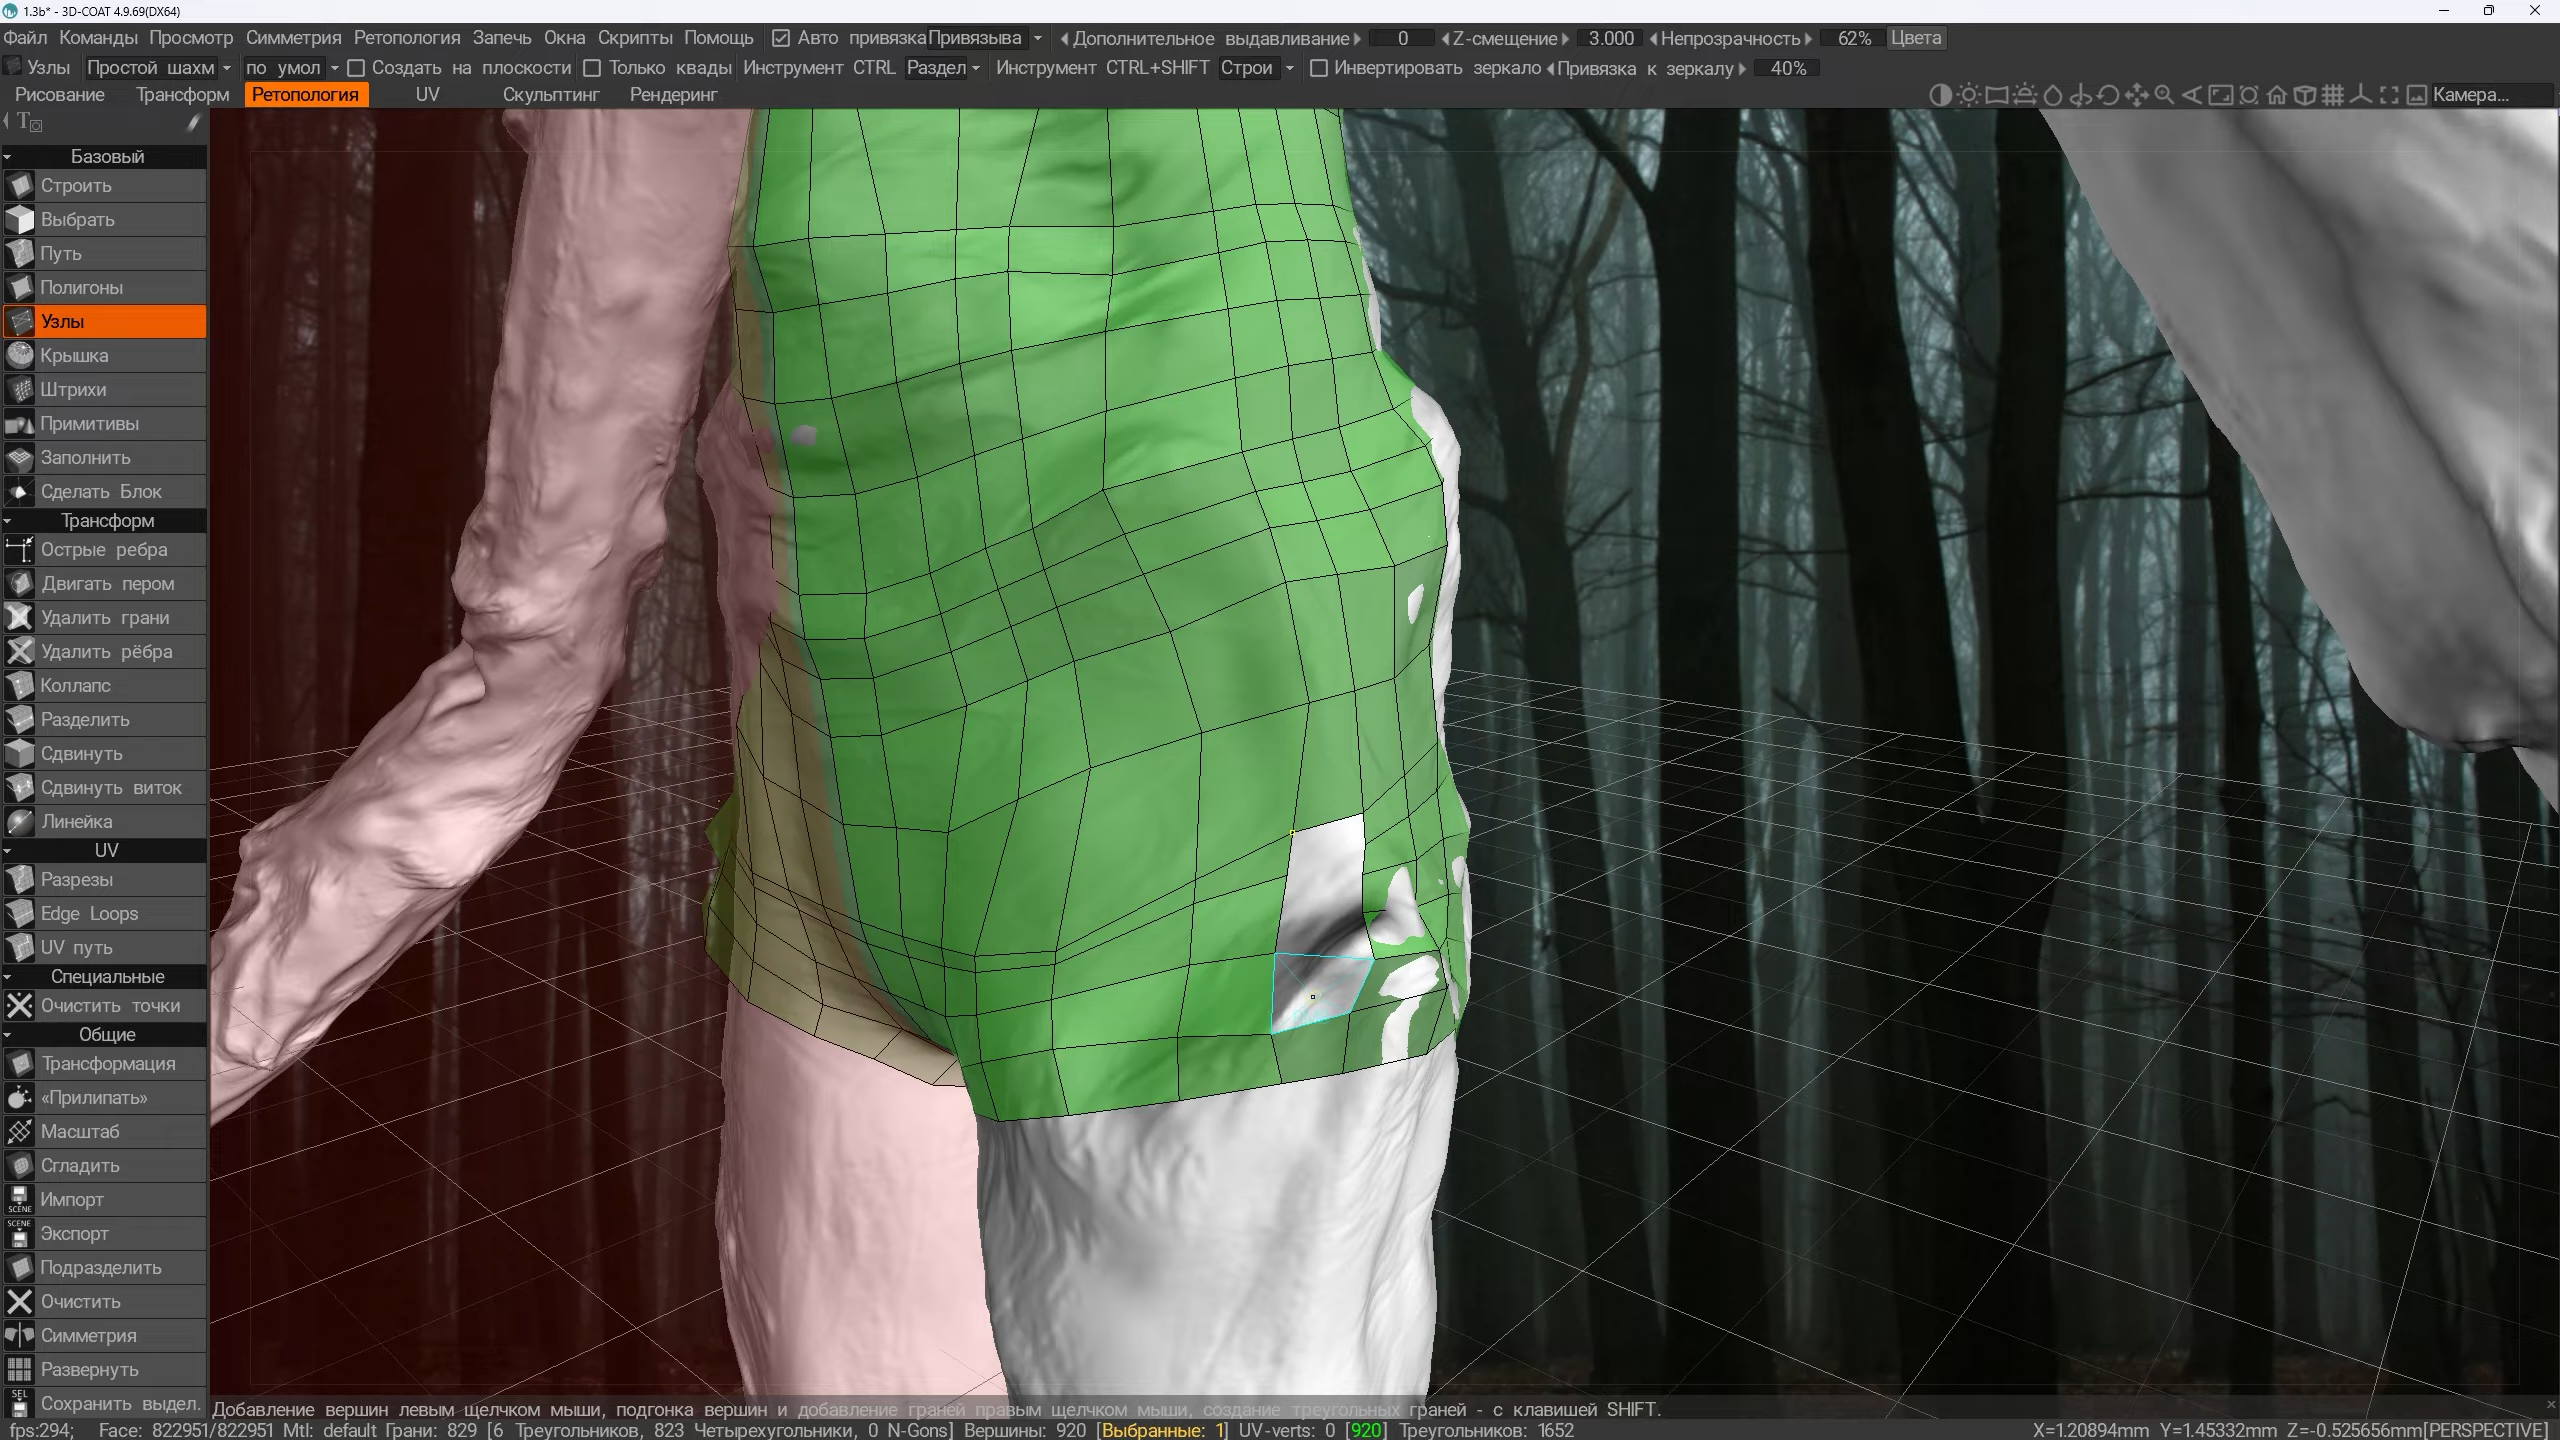 1.3b* - 3D-COAT 4.9.69(DX64)
Файл Команды Просмотр Симметрия Ретопология Запечь Окна Скрипты Помощь Авто привязка Привязыва Дополнительное выдавливание 0 Z-смещение 3.000 Непрозрачность 62% Цвета
Узлы Простой шахм по умол Создать на плоскости Только квады Инструмент CTRL Раздел Инструмент CTRL+SHIFT Строи Инвертировать зеркало Привязка к зеркалу 40%
Рисование Трансформ Ретопология UV Скульптинг Рендеринг Камера...
Базовый
Строить
Выбрать
Путь
Полигоны
Узлы
Крышка
Штрихи
Примитивы
Заполнить
Сделать Блок
Трансформ
Острые ребра
Двигать пером
Удалить грани
Удалить рёбра
Коллапс
Разделить
Сдвинуть
Сдвинуть виток
Линейка
UV
Разрезы
Edge Loops
UV путь
Специальные
Очистить точки
Общие
Трансформация
«Прилипать»
Масштаб
Сгладить
SCENE
Импорт
SCENE
Экспорт
Подразделить
Очистить
Симметрия
Развернуть
SEL
Сохранить выдел.
Добавление вершин левым щелчком мыши, подгонка вершин и добавление граней правым щелчком мыши, создание треугольных граней - с клавишей SHIFT.
fps:294; Face: 822951/822951 Mtl: default Грани: 829 [6 Треугольников, 823 Четырехугольники, 0 N-Gons] Вершины: 920 [Выбранные: 1] UV-verts: 0 [920] Треугольников: 1652 X=1.20894mm Y=1.45332mm Z=-0.525656mm[PERSPECTIVE]